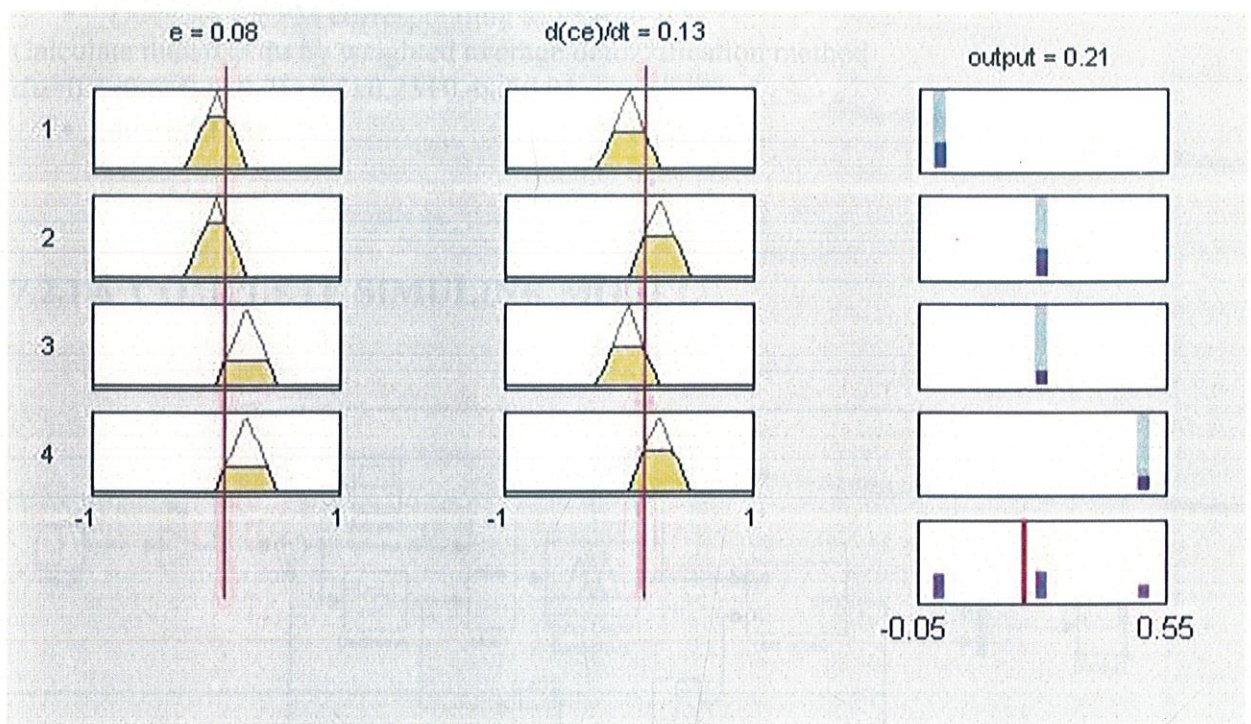 e = 0.08 d(ce)/dt = 0.13 output = 0.21
1
2
3
4
-1 1 -1 1
-0.05 0.55